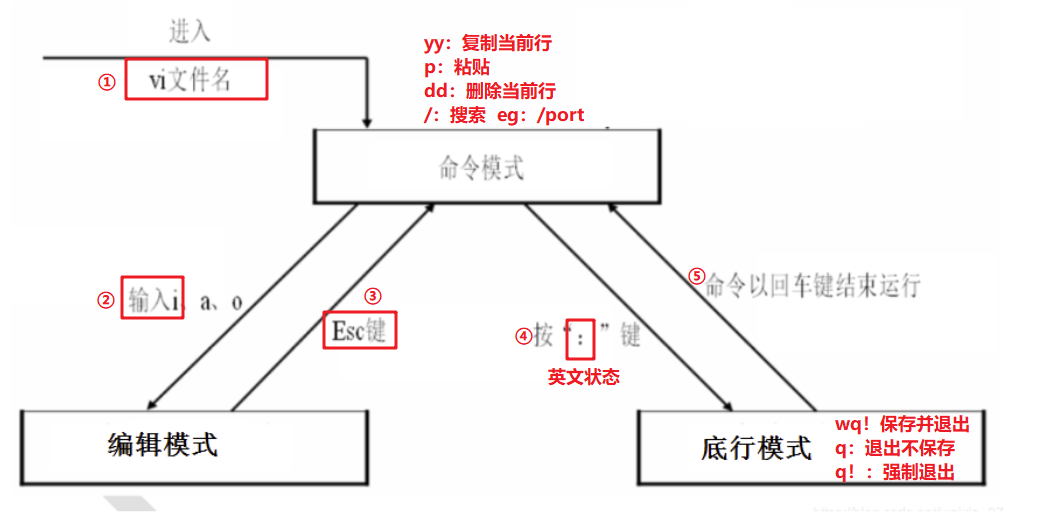 进入
① vi文件名
yy：复制当前行
p：粘贴
dd：删除当前行
/：搜索 eg：/port
命令模式
② 输入i、a、o
③
Esc键
④按“：”键
英文状态
⑤命令以回车键结束运行
编辑模式
底行模式
wq！保存并退出
q：退出不保存
q！：强制退出